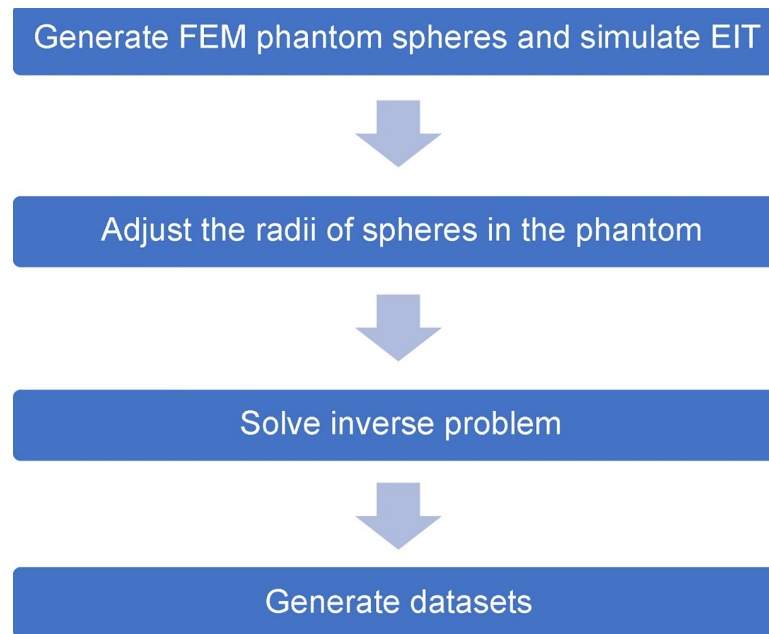 Generate FEM phantom spheres and simulate EIT
Adjust the radii of spheres in the phantom
Solve inverse problem
Generate datasets